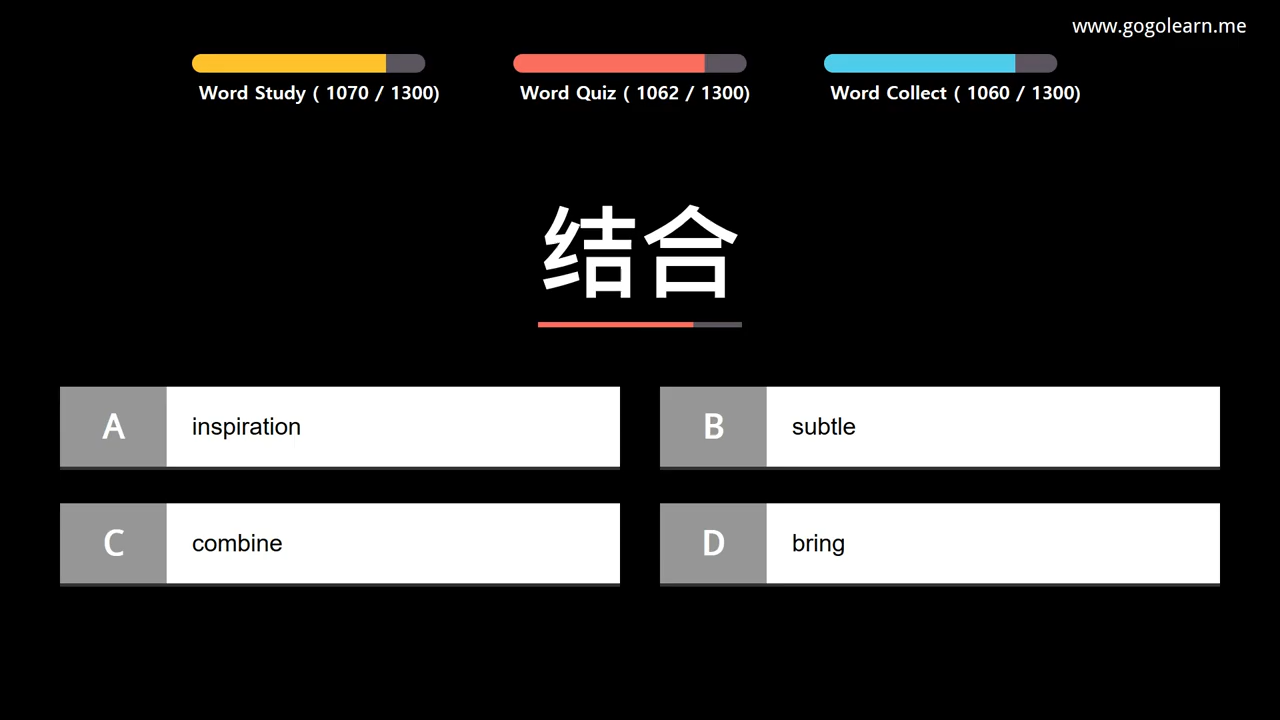 www.gogolearn.me
Word Study ( 1070 / 1300)
Word Quiz ( 1062 / 1300)
Word Collect ( 1060 / 1300)
结合
A inspiration
B subtle
C combine
D bring